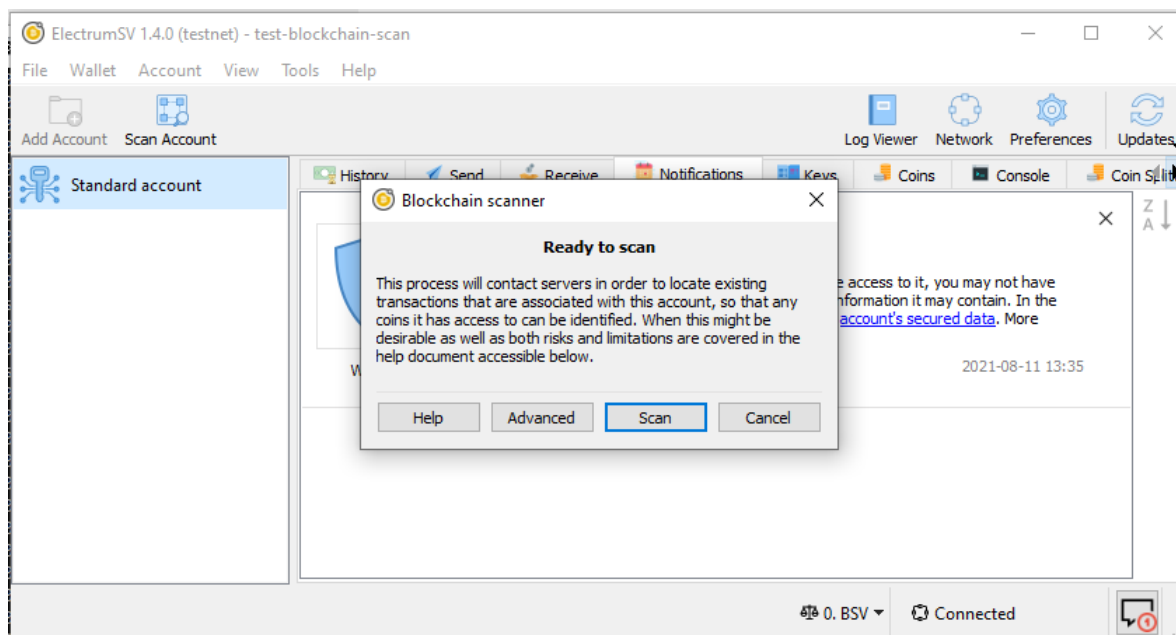 ElectrumSV 1.4.0 (testnet) - test-blockchain-scan
File Wallet Account View Tools Help
Add Account Scan Account Log Viewer Network Preferences Updates
Standard account
History Send Receive Notifications Keys Coins Console Coin Split
Z
A
Blockchain scanner
Ready to scan
This process will contact servers in order to locate existing
transactions that are associated with this account, so that any
coins it has access to can be identified. When this might be
desirable as well as both risks and limitations are covered in the
help document accessible below.
Help Advanced Scan Cancel
access to it, you may not have
information it may contain. In the
account's secured data. More
W
2021-08-11 13:35
0. BSV Connected
1